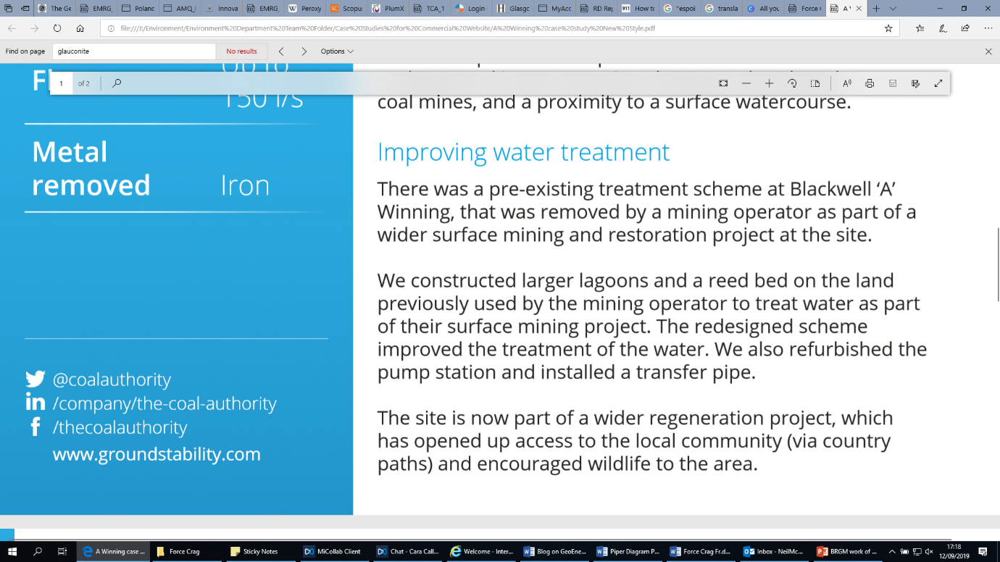 The Ge
EMRG_
Polanc
AMQ_I
Innova
EMRG_
Peroxy
Scopu:
PlumX
TCA_1
Login
Glasgc
MyAcc
RD Rep
How to
"espoi
transla
All you
Force C
A W
file:///J:/Environment/Environment%20Department%20Team%20Folder/Case%20Studies%20for%20Commercial%20Website/A%20Winning%20case%20study%20New%20Style.pdf
Find on page
glauconite
No results
Options
1 of 2
150 l/s
Metal
removed Iron
@coalauthority
/company/the-coal-authority
/thecoalauthority
www.groundstability.com
coal mines, and a proximity to a surface watercourse.
Improving water treatment
There was a pre-existing treatment scheme at Blackwell ‘A’
Winning, that was removed by a mining operator as part of a
wider surface mining and restoration project at the site.
We constructed larger lagoons and a reed bed on the land
previously used by the mining operator to treat water as part
of their surface mining project. The redesigned scheme
improved the treatment of the water. We also refurbished the
pump station and installed a transfer pipe.
The site is now part of a wider regeneration project, which
has opened up access to the local community (via country
paths) and encouraged wildlife to the area.
A Winning case ...
Force Crag
Sticky Notes
MiCollab Client
Chat - Cara Call...
Welcome - Inter...
Blog on GeoEne...
Piper Diagram P...
Force Crag Fr.d...
Inbox - NeilMc...
BRGM work of ...
17:18
12/09/2019